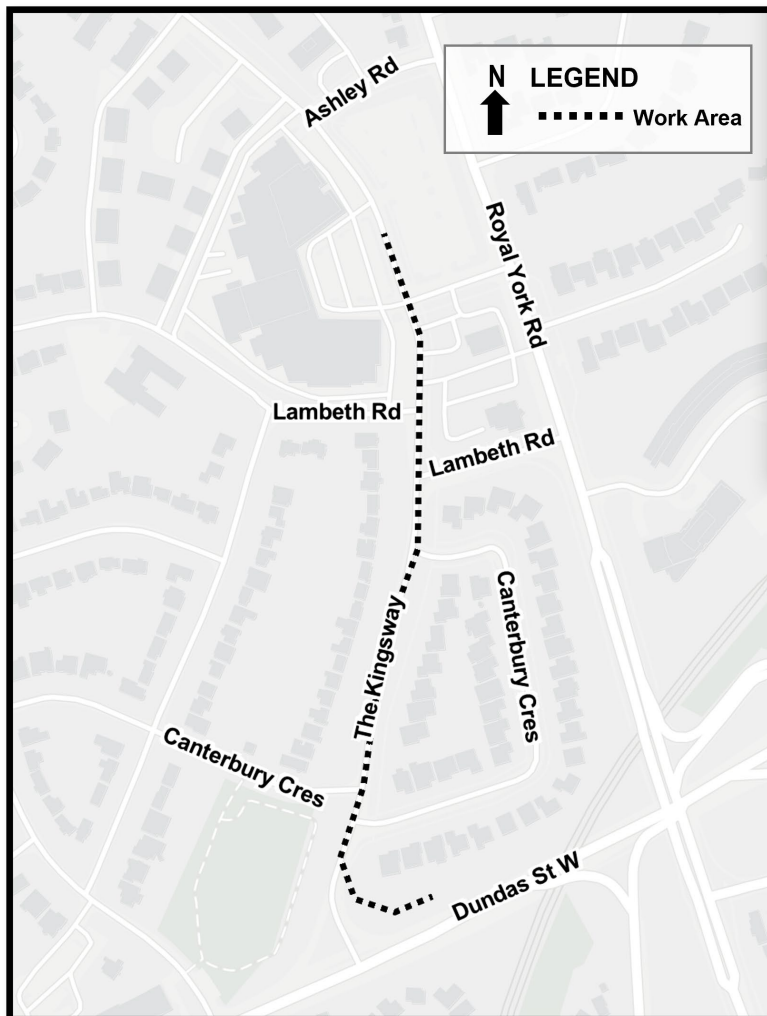 N LEGEND
Work Area
Ashley Rd
Royal York Rd
Lambeth Rd
Lambeth Rd
Canterbury Cres
The Kingsway
Canterbury Cres
Dundas St W